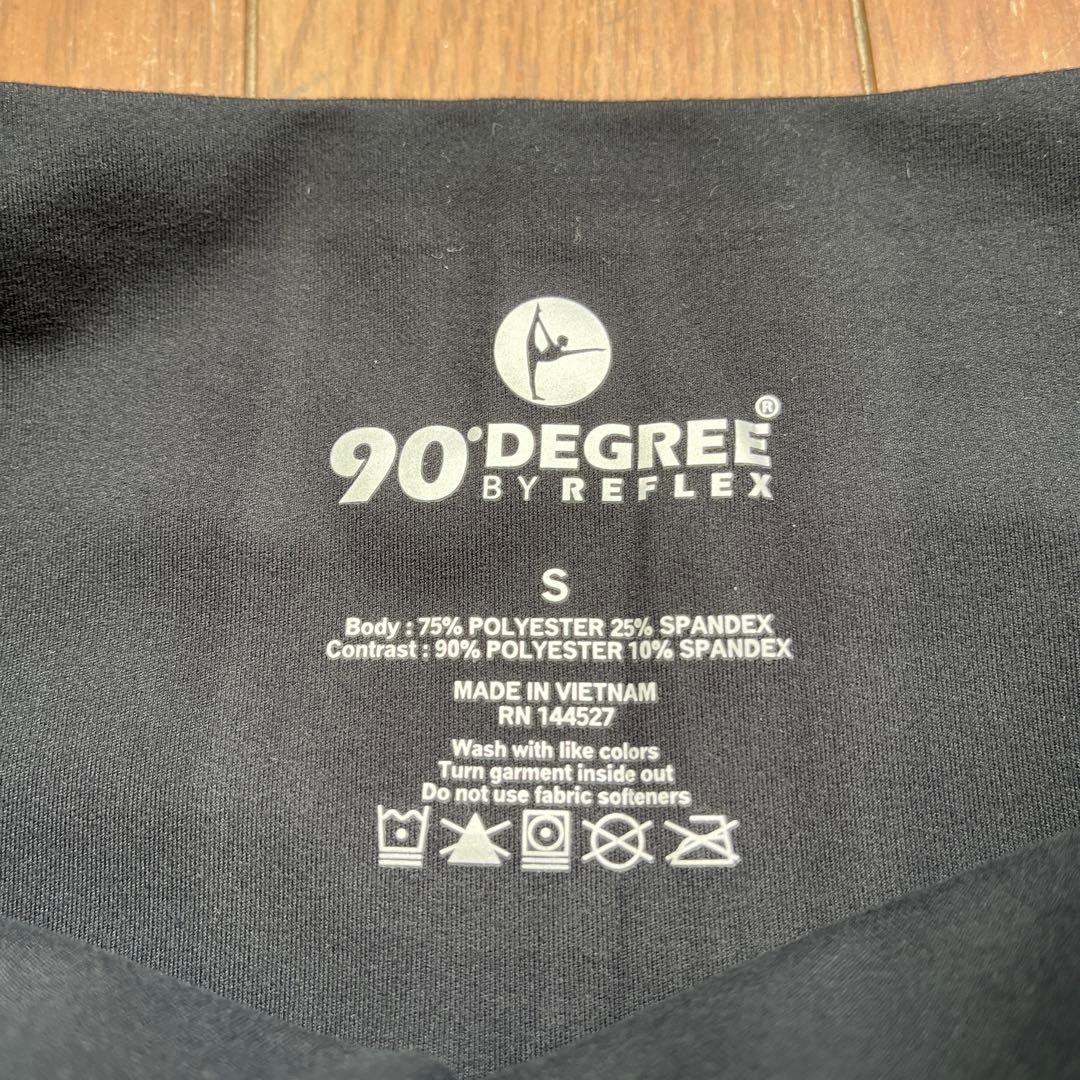 90° DEGREE®
BY REFLEX
S
Body : 75% POLYESTER 25% SPANDEX
Contrast : 90% POLYESTER 10% SPANDEX
MADE IN VIETNAM
RN 144527
Wash with like colors
Turn garment inside out
Do not use fabric softeners